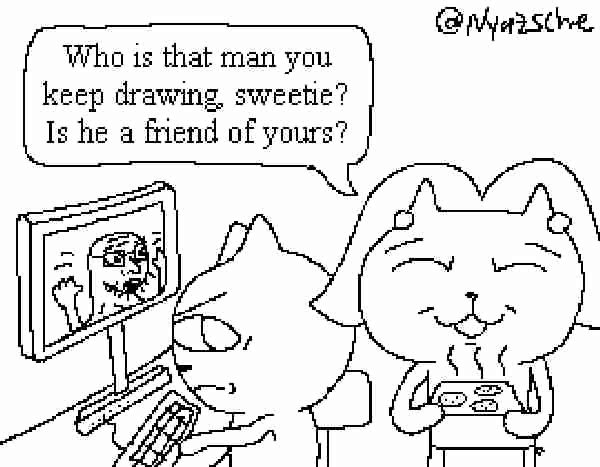 @Nyazsche
Who is that man you
keep drawing, sweetie?
Is he a friend of yours?